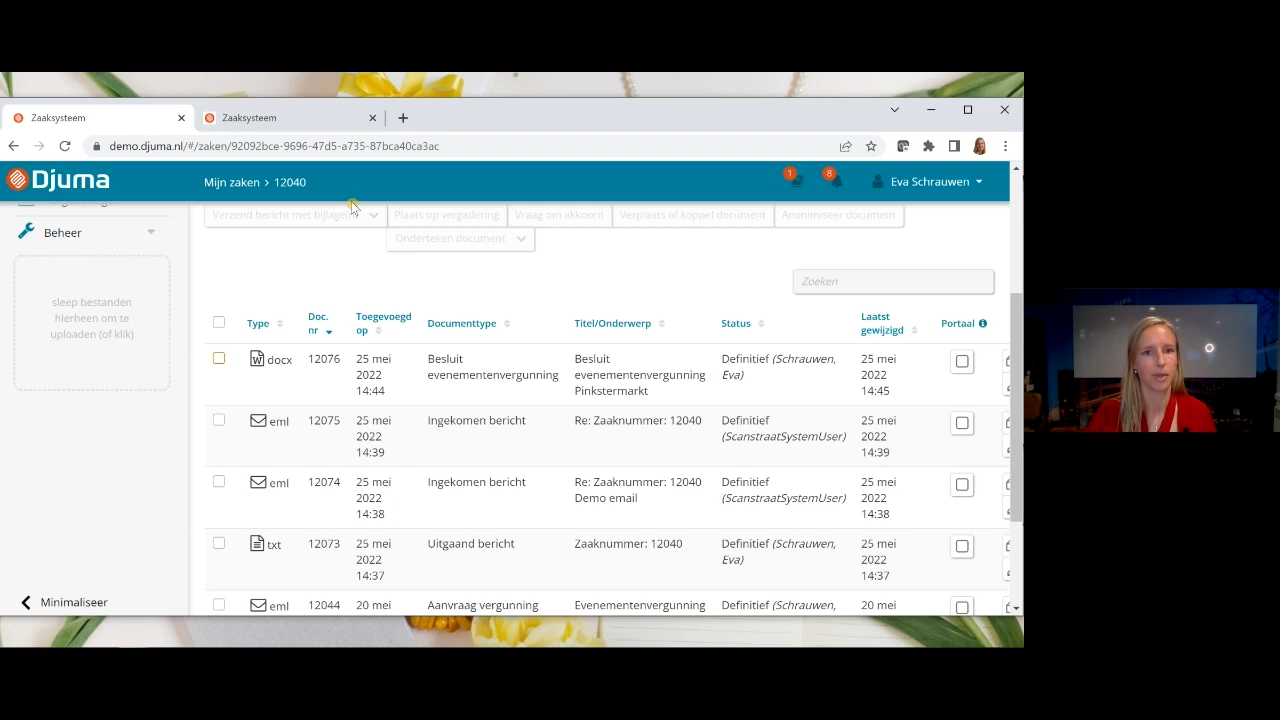 Zaaksysteem
Zaaksysteem
demo.djuma.nl/#/zaken/92092bce-9696-47d5-a735-87bca40ca3ac
Djuma
Mijn zaken > 12040
1
8
Eva Schrauwen
Beheer
sleep bestanden
hierheen om te
uploaden (of klik)
Minimaliseer
Verzend bericht met bijlage
Plaats op vergadering
Vraag om akkoord
Verplaats of koppel document
Anonimiseer document
Onderteken document
Zoeken
Type
Doc.
nr
Toegevoegd
op
Documenttype
Titel/Onderwerp
Status
Laatst
gewijzigd
Portaal
docx
12076
25 mei
2022
14:44
Besluit
evenementenvergunning
Besluit
evenementenvergunning
Pinkstermarkt
Definitief (Schrauwen,
Eva)
25 mei
2022
14:45
eml
12075
25 mei
2022
14:39
Ingekomen bericht
Re: Zaaknummer: 12040
Definitief
(ScanstraatSystemUser)
25 mei
2022
14:39
eml
12074
25 mei
2022
14:38
Ingekomen bericht
Re: Zaaknummer: 12040
Demo email
Definitief
(ScanstraatSystemUser)
25 mei
2022
14:38
txt
12073
25 mei
2022
14:37
Uitgaand bericht
Zaaknummer: 12040
Definitief (Schrauwen,
Eva)
25 mei
2022
14:37
eml
12044
20 mei
Aanvraag vergunning
Evenementenvergunning
Definitief (Schrauwen,
20 mei